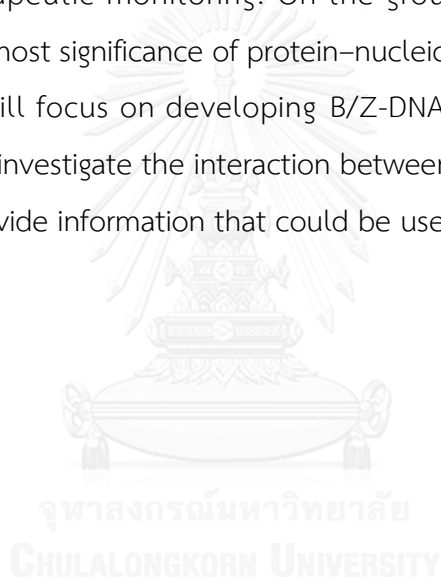 apeutic monitoring. On the grou
most significance of protein–nucleic
ill focus on developing B/Z-DNA
investigate the interaction between
vide information that could be use
จุฬาลงกรณ์มหาวิทยาลัย
CHULALONGKORN UNIVERSITY